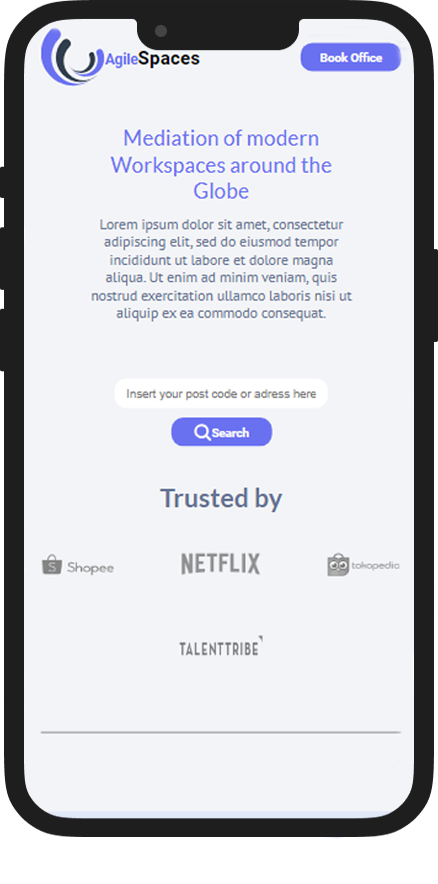 AgileSpaces
Book Office
Mediation of modern
Workspaces around the
Globe
Lorem ipsum dolor sit amet, consectetur
adipiscing elit, sed do eiusmod tempor
incididunt ut labore et dolore magna
aliqua. Ut enim ad minim veniam, quis
nostrud exercitation ullamco laboris nisi ut
aliquip ex ea commodo consequat.
Insert your post code or adress here
Search
Trusted by
Shopee
NETFLIX
tokopedia
TALENTTRIBE